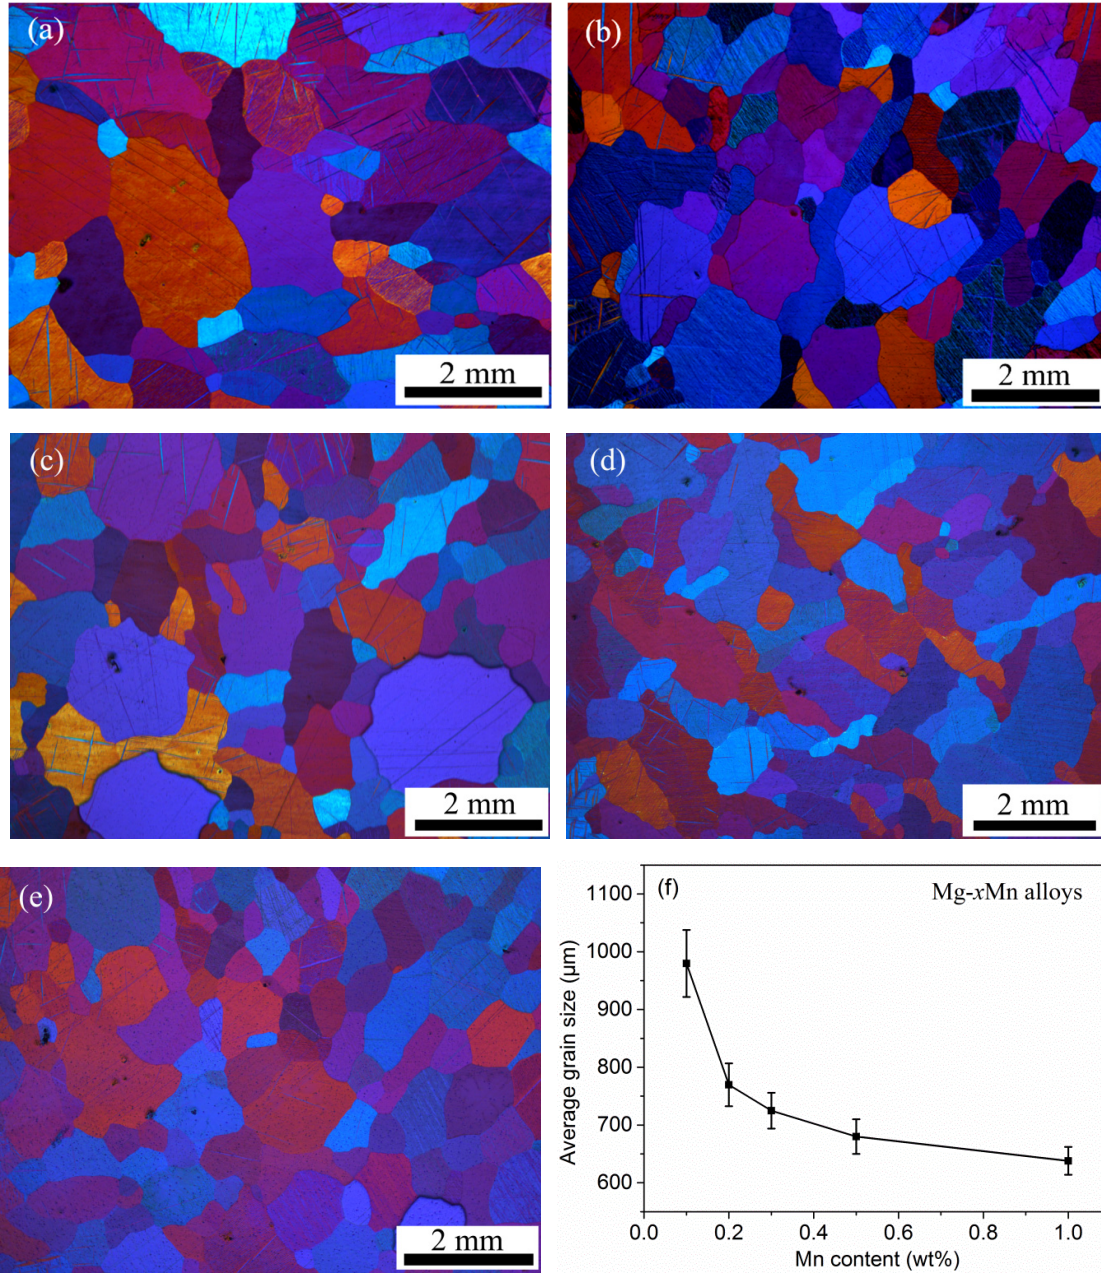 (a)
2 mm
(b)
2 mm
(c)
2 mm
(d)
2 mm
(e)
2 mm
(f)
Mg-xMn alloys
1100
1000
900
800
700
600
Average grain size (μm)
0.0 0.2 0.4 0.6 0.8 1.0
Mn content (wt%)